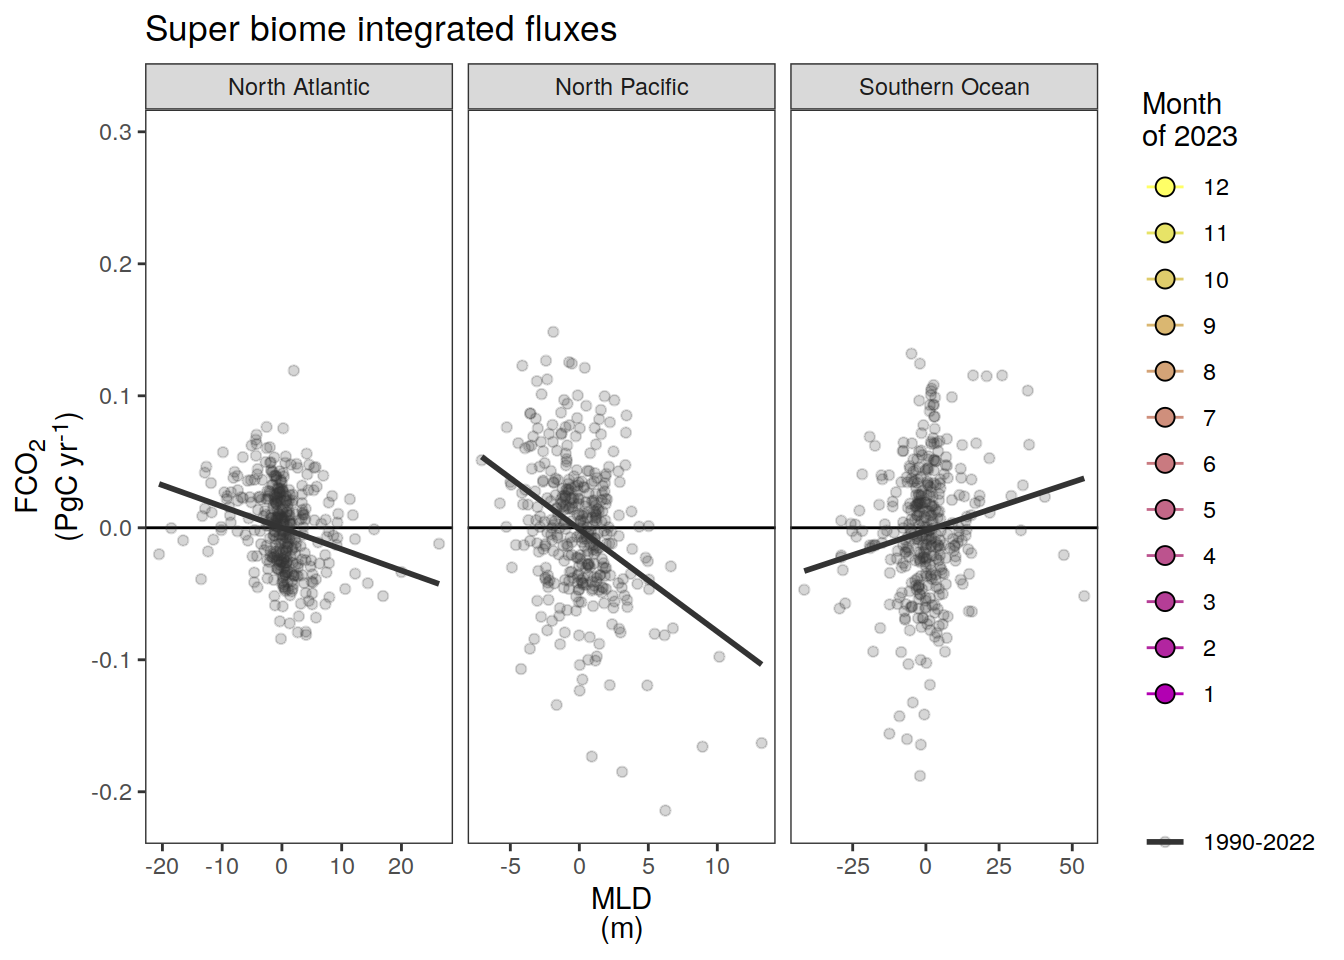 Super biome integrated fluxes
North Atlantic
North Pacific
Southern Ocean
0.3
0.2
0.1
0.0
-0.1
-0.2
FCO2
(PgC yr-1)
-20 -10 0 10 20
-5 0 5 10
-25 0 25 50
MLD
(m)
Month
of 2023
12
11
10
9
8
7
6
5
4
3
2
1
1990-2022